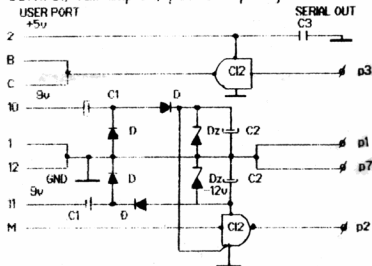 USER PORT SERIAL OUT
+5v C3
2
B
CI2 p3
C
9v
10 C1 D
D Dz C2
1 p1
12 p7
GND D Dz C2
9v 12v
11
C1 D
M CI2 p2